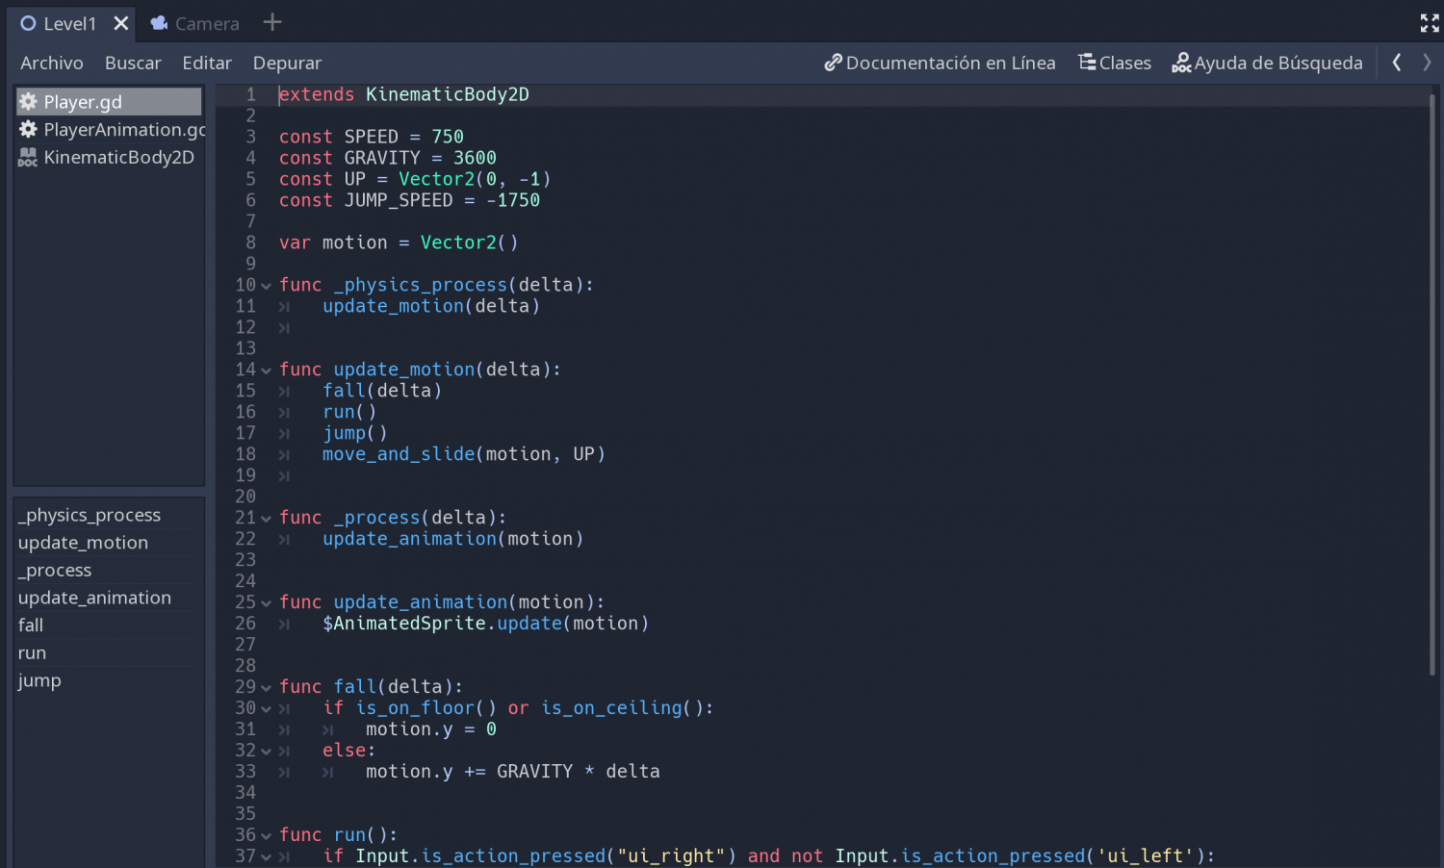 Level1 Camera
Archivo Buscar Editar Depurar Documentación en Línea Clases Ayuda de Búsqueda
Player.gd
PlayerAnimation.gd
KinematicBody2D
DOC
_physics_process
update_motion
_process
update_animation
fall
run
jump
1 extends KinematicBody2D
2
3 const SPEED = 750
4 const GRAVITY = 3600
5 const UP = Vector2(0, -1)
6 const JUMP_SPEED = -1750
7
8 var motion = Vector2()
9
10 func _physics_process(delta):
11 update_motion(delta)
12
13
14 func update_motion(delta):
15 fall(delta)
16 run()
17 jump()
18 move_and_slide(motion, UP)
19
20
21 func _process(delta):
22 update_animation(motion)
23
24
25 func update_animation(motion):
26 $AnimatedSprite.update(motion)
27
28
29 func fall(delta):
30 if is_on_floor() or is_on_ceiling():
31 motion.y = 0
32 else:
33 motion.y += GRAVITY * delta
34
35
36 func run():
37 if Input.is_action_pressed("ui_right") and not Input.is_action_pressed('ui_left'):